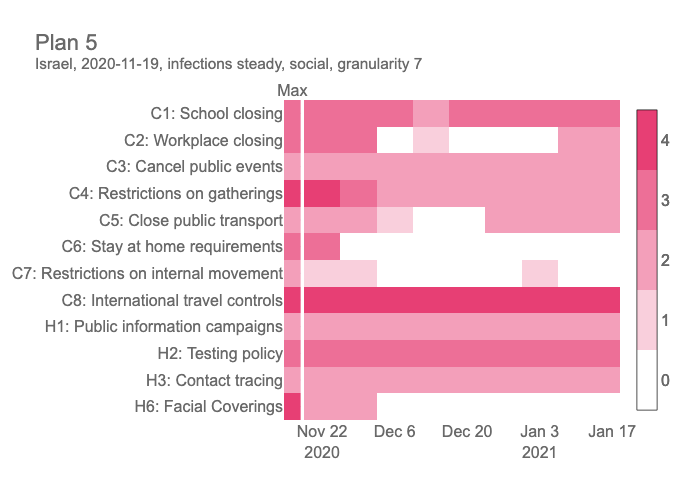 Plan 5
Israel, 2020-11-19, infections steady, social, granularity 7
Max
C1: School closing
C2: Workplace closing
C3: Cancel public events
C4: Restrictions on gatherings
C5: Close public transport
C6: Stay at home requirements
C7: Restrictions on internal movement
C8: International travel controls
H1: Public information campaigns
H2: Testing policy
H3: Contact tracing
H6: Facial Coverings
4
3
2
1
0
Nov 22 Dec 6 Dec 20 Jan 3 Jan 17
2020 2021